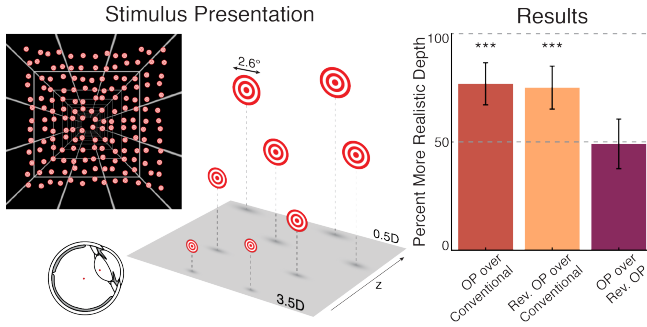 Stimulus Presentation
2.6°
0.5D
3.5D
z
Results
Percent More Realistic Depth
100
50
0
***
***
OP over
Conventional
Rev. OP over
Conventional
OP over
Rev. OP